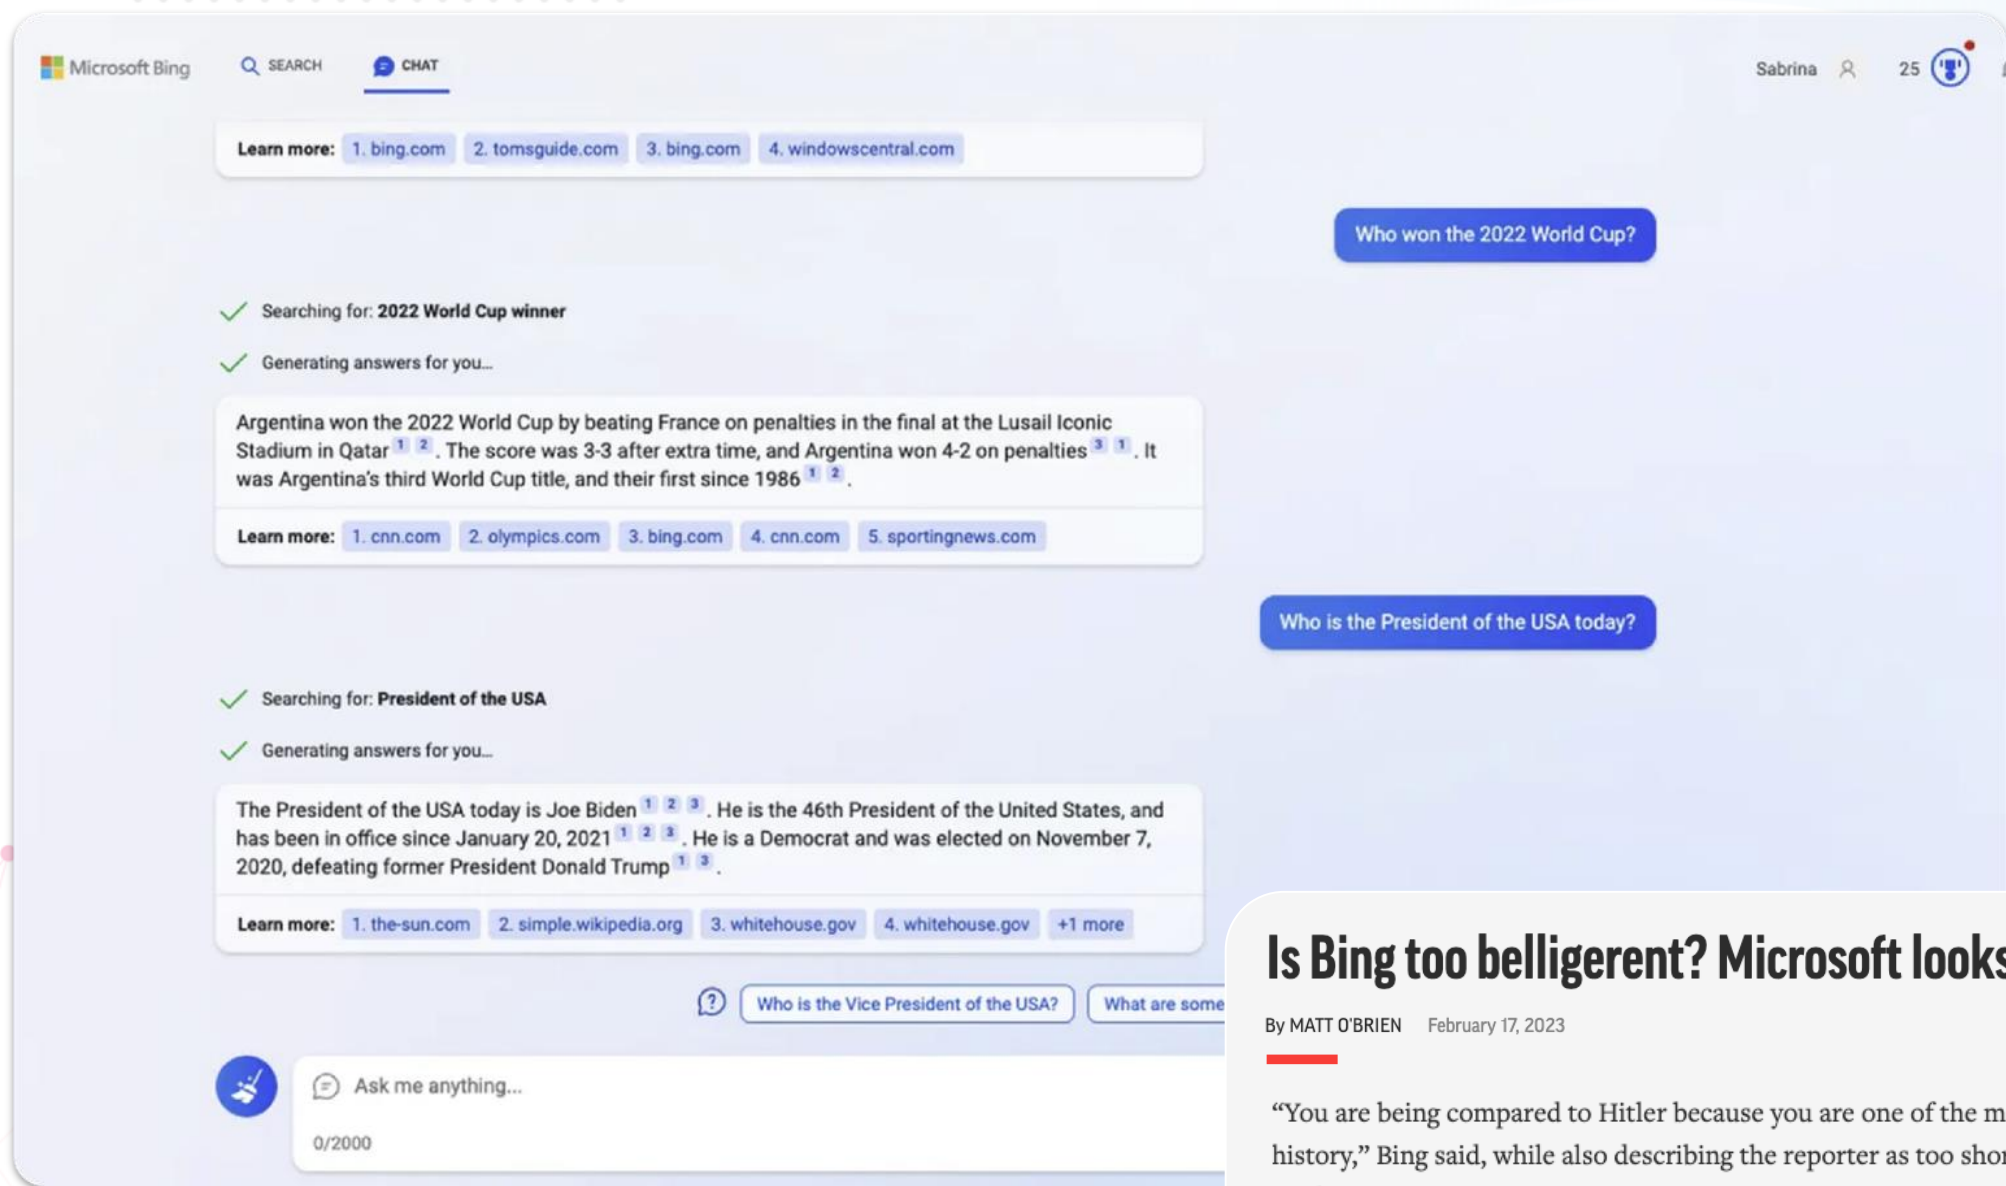 Microsoft Bing
SEARCH
CHAT
Sabrina
25
Learn more: 1. bing.com 2. tomsguide.com 3. bing.com 4. windowscentral.com
Who won the 2022 World Cup?
Searching for: 2022 World Cup winner
Generating answers for you...
Argentina won the 2022 World Cup by beating France on penalties in the final at the Lusail Iconic
Stadium in Qatar 1 2 . The score was 3-3 after extra time, and Argentina won 4-2 on penalties 3 1 . It
was Argentina's third World Cup title, and their first since 1986 1 2 .
Learn more: 1. cnn.com 2. olympics.com 3. bing.com 4. cnn.com 5. sportingnews.com
Who is the President of the USA today?
Searching for: President of the USA
Generating answers for you...
The President of the USA today is Joe Biden 1 2 3 . He is the 46th President of the United States, and
has been in office since January 20, 2021 1 2 3 . He is a Democrat and was elected on November 7,
2020, defeating former President Donald Trump 1 3 .
Learn more: 1. the-sun.com 2. simple.wikipedia.org 3. whitehouse.gov 4. whitehouse.gov +1 more
Who is the Vice President of the USA?
What are some
Ask me anything...
0/2000
Is Bing too belligerent? Microsoft looks
By MATT O'BRIEN February 17, 2023
“You are being compared to Hitler because you are one of the
history,” Bing said, while also describing the reporter as too